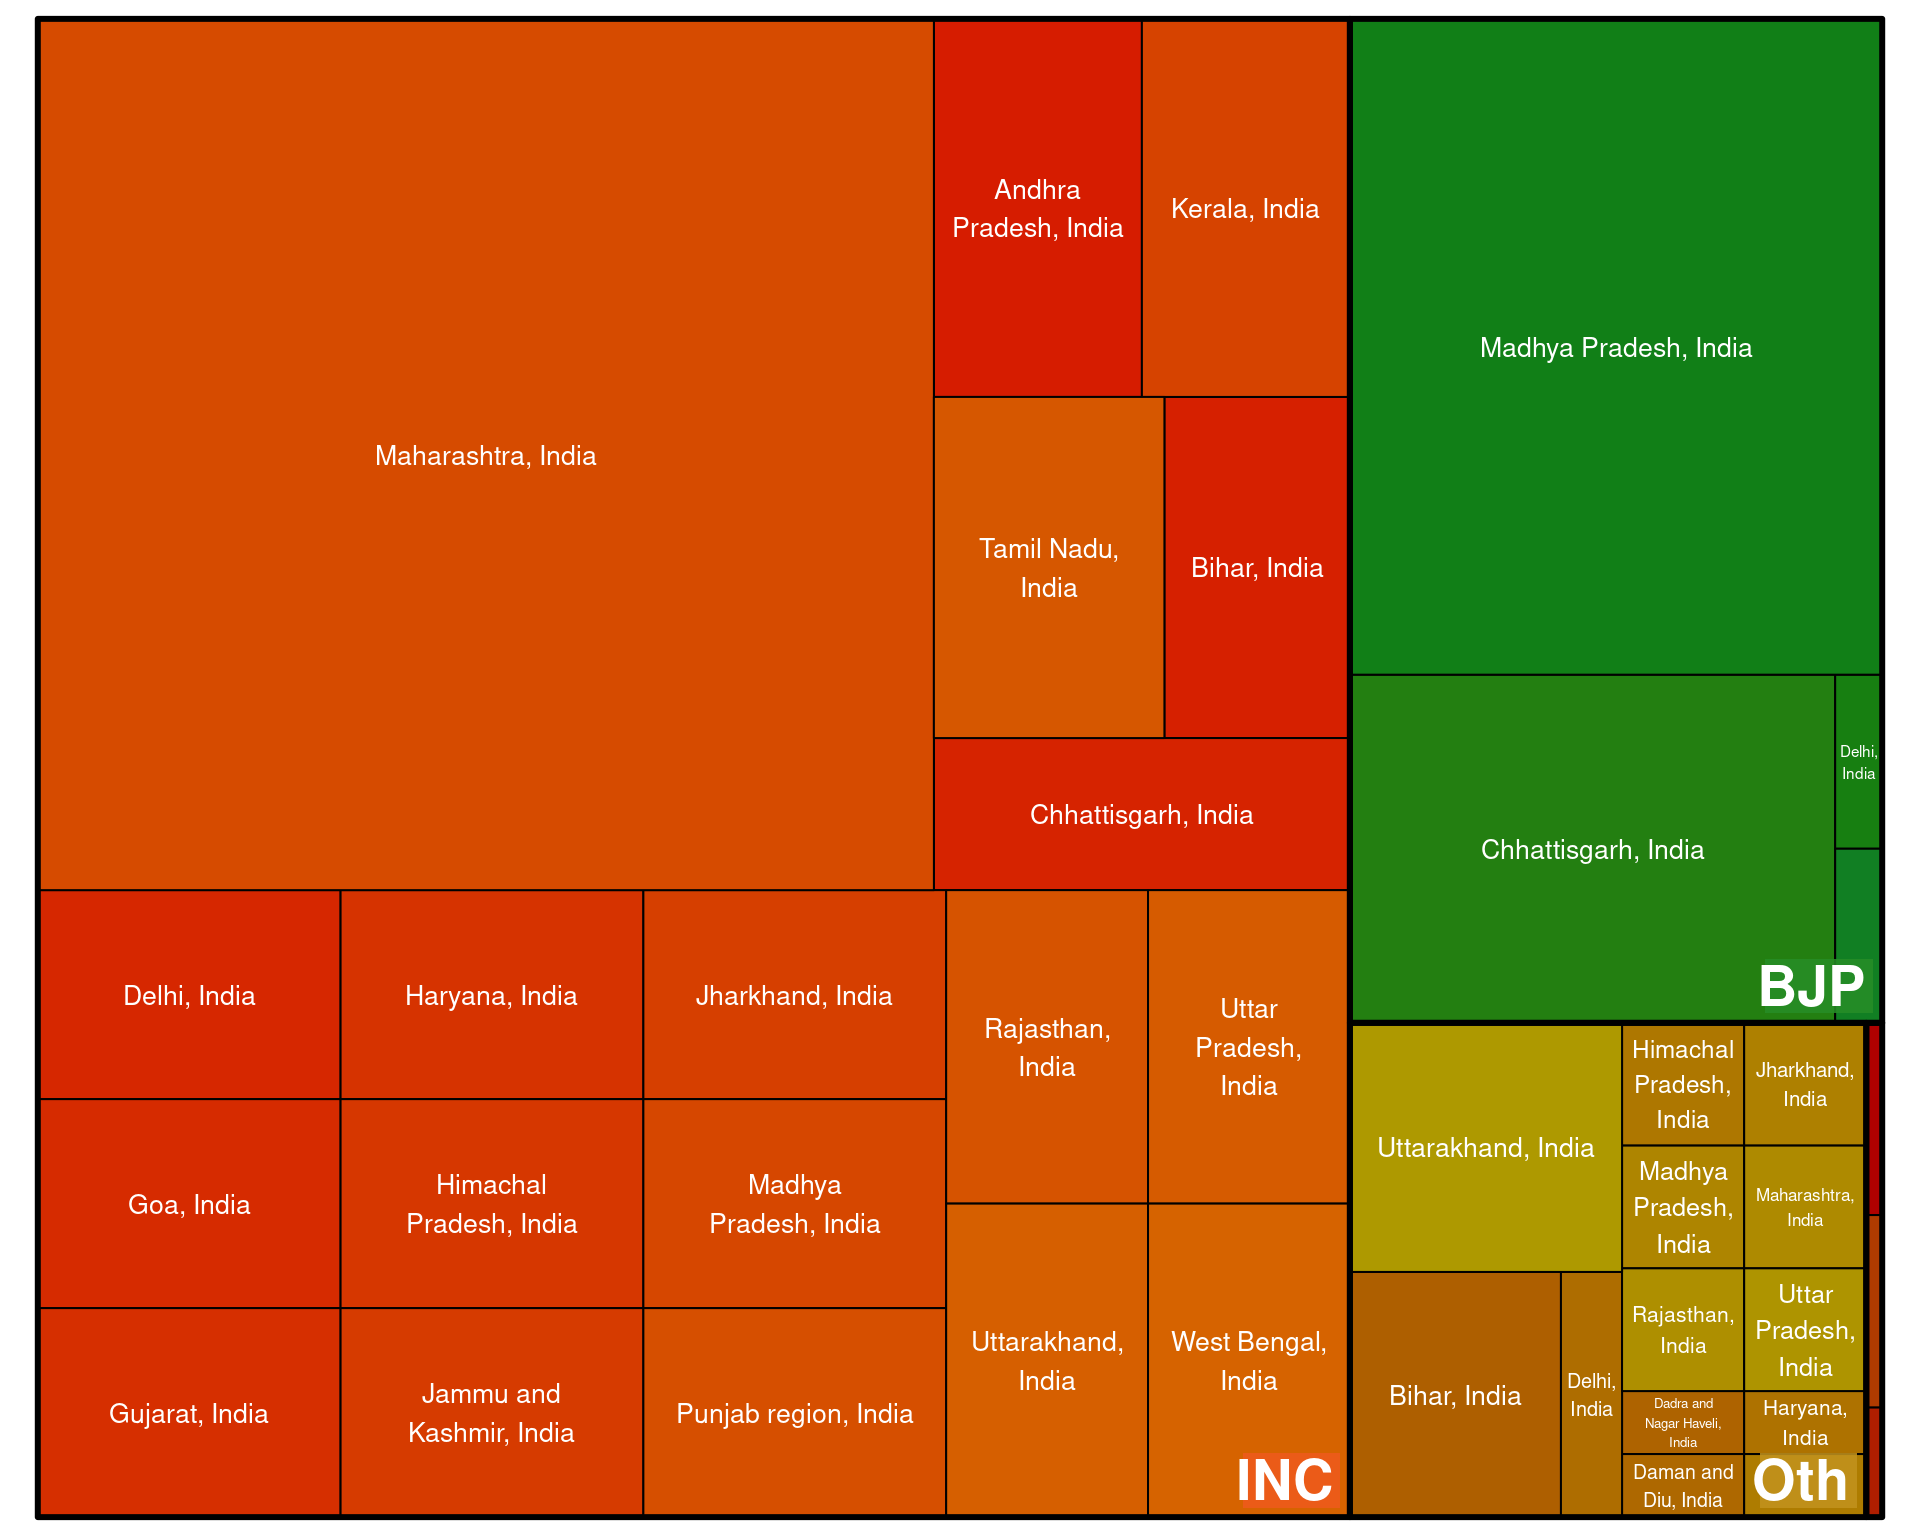 Maharashtra, India
Andhra
Pradesh, India
Kerala, India
Tamil Nadu,
India
Bihar, India
Chhattisgarh, India
Delhi, India
Haryana, India
Jharkhand, India
Goa, India
Himachal
Pradesh, India
Madhya
Pradesh, India
Gujarat, India
Jammu and
Kashmir, India
Punjab region, India
Rajasthan,
India
Uttar
Pradesh,
India
Uttarakhand,
India
West Bengal,
India
INC
Madhya Pradesh, India
Chhattisgarh, India
Delhi,
India
BJP
Uttarakhand, India
Bihar, India
Delhi,
India
Himachal
Pradesh,
India
Jharkhand,
India
Madhya
Pradesh,
India
Maharashtra,
India
Rajasthan,
India
Uttar
Pradesh,
India
Dadra and
Nagar Haveli,
India
Haryana,
India
Daman and
Diu, India
Oth